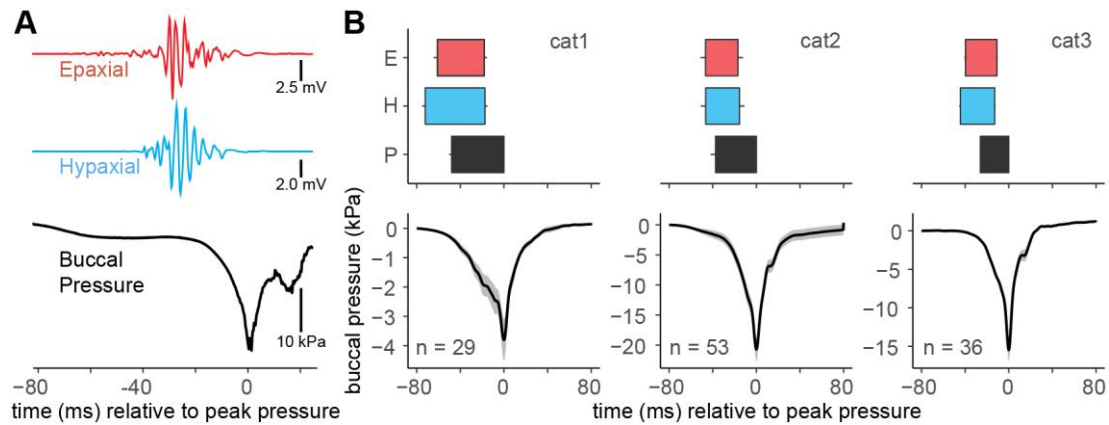 A
Epaxial
2.5 mV
Hypaxial
2.0 mV
Buccal
Pressure
10 kPa
−80 −40 0
time (ms) relative to peak pressure
B
cat1 cat2 cat3
E
H
P
buccal pressure (kPa)
0 −1 −2 −3 −4
n = 29
−80 0 80
0 −5 −10 −15 −20
n = 53
−80 0 80
0 −5 −10 −15
n = 36
−80 0 80
time (ms) relative to peak pressure